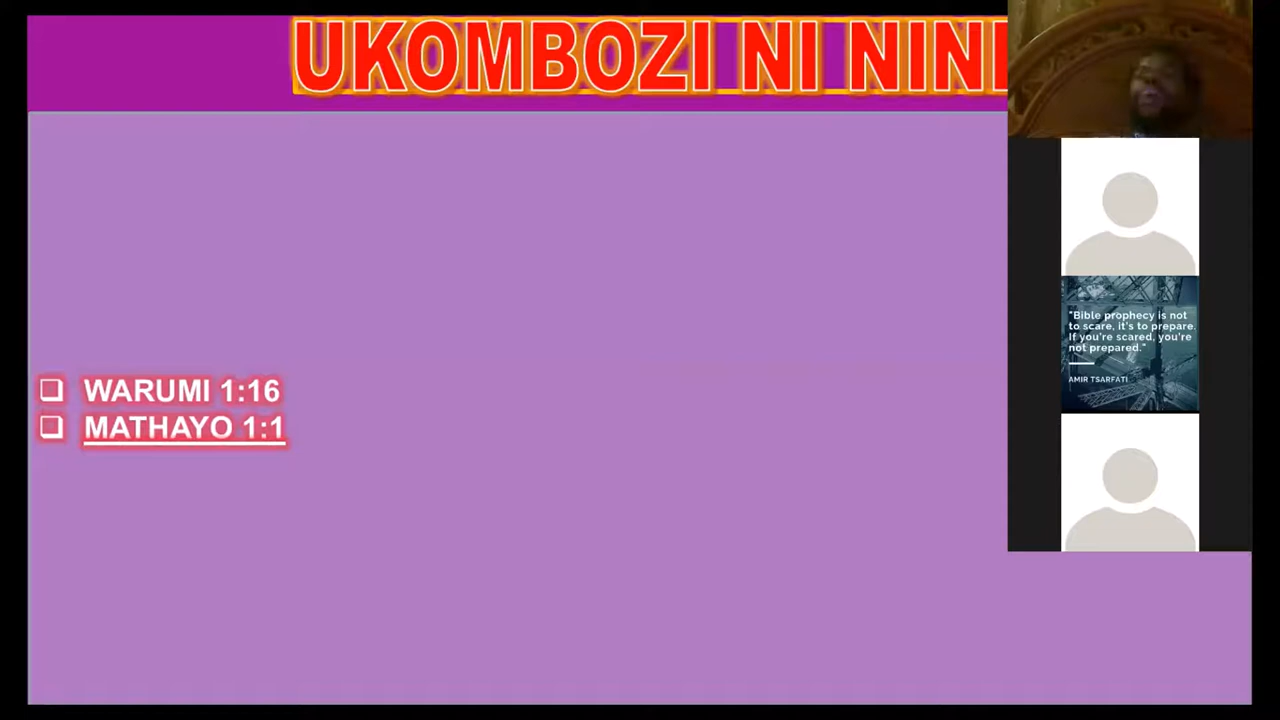 UKOMBOZI NI NINI
WARUMI 1:16
MATHAYO 1:1
"Bible prophecy is not
to scare, it's to prepare.
If you're scared, you're
not prepared."
AMIR TSARFATI